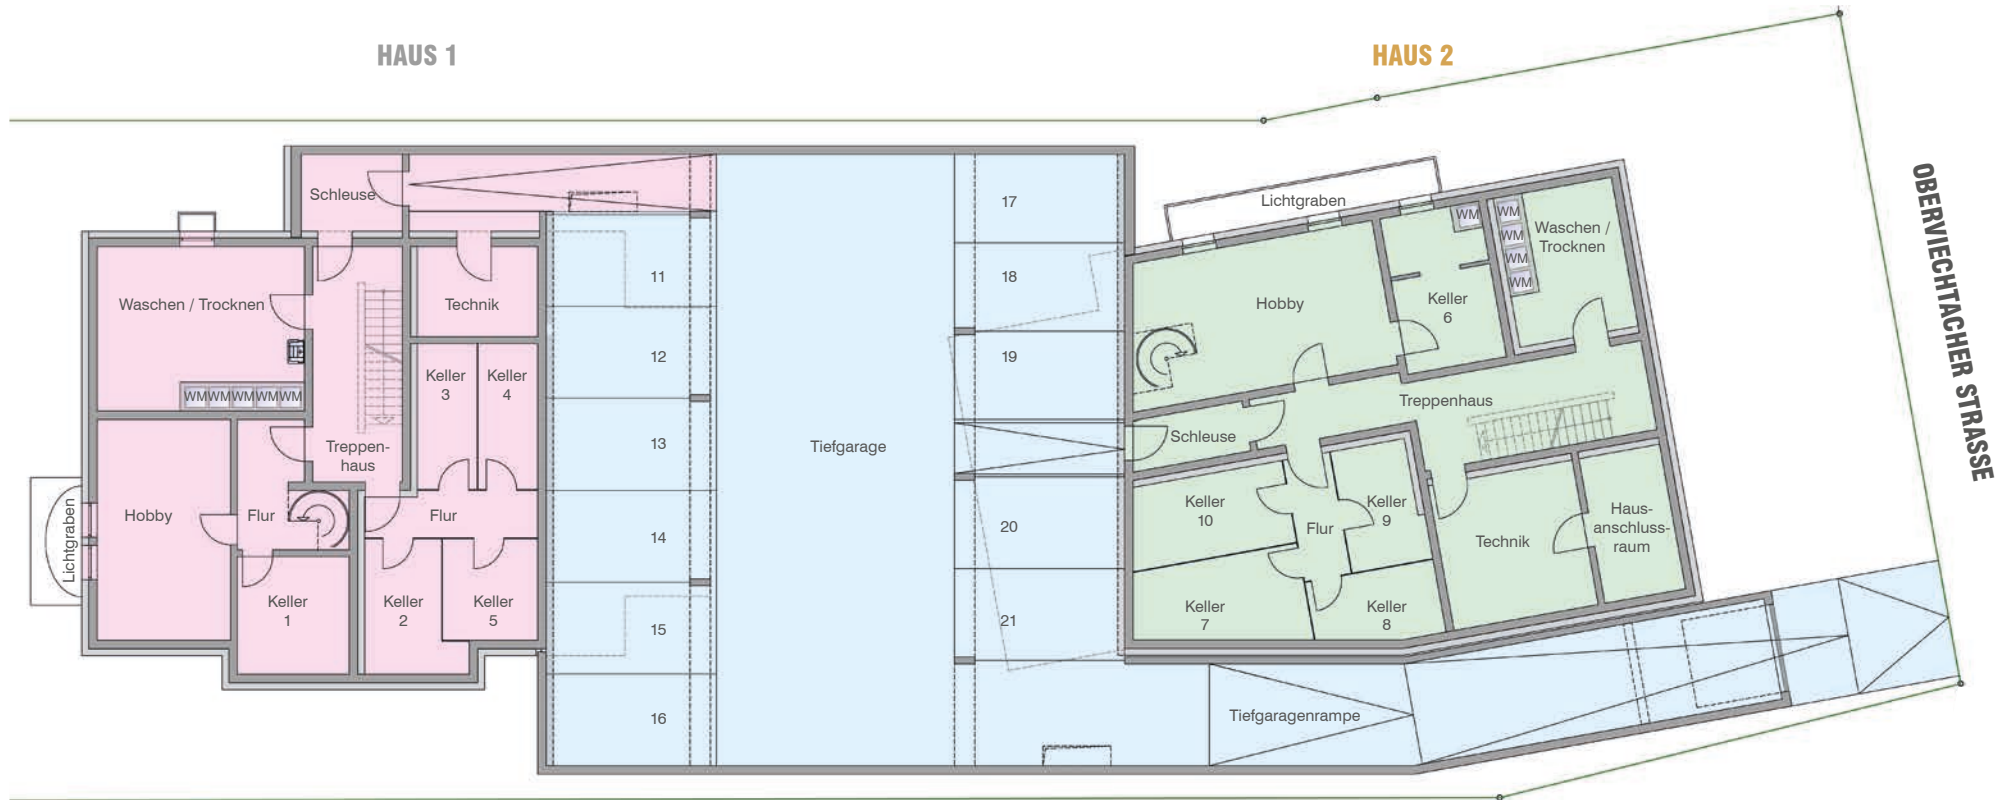 HAUS 1
HAUS 2
OBERVIECHTACHER STRASSE
Schleuse
Waschen / Trocknen
WM WM WM WM WM
Treppen-
haus
Technik
Keller
3
Keller
4
Hobby
Flur
Flur
Lichtgraben
Keller
1
Keller
2
Keller
5
11
12
13
14
15
16
Tiefgarage
17
18
19
20
21
Lichtgraben
Hobby
WM
Keller
6
WM
WM
WM
WM
Waschen /
Trocknen
Treppenhaus
Schleuse
Keller
10
Flur
Keller
9
Technik
Haus-
anschluss-
raum
Keller
7
Keller
8
Tiefgaragenrampe